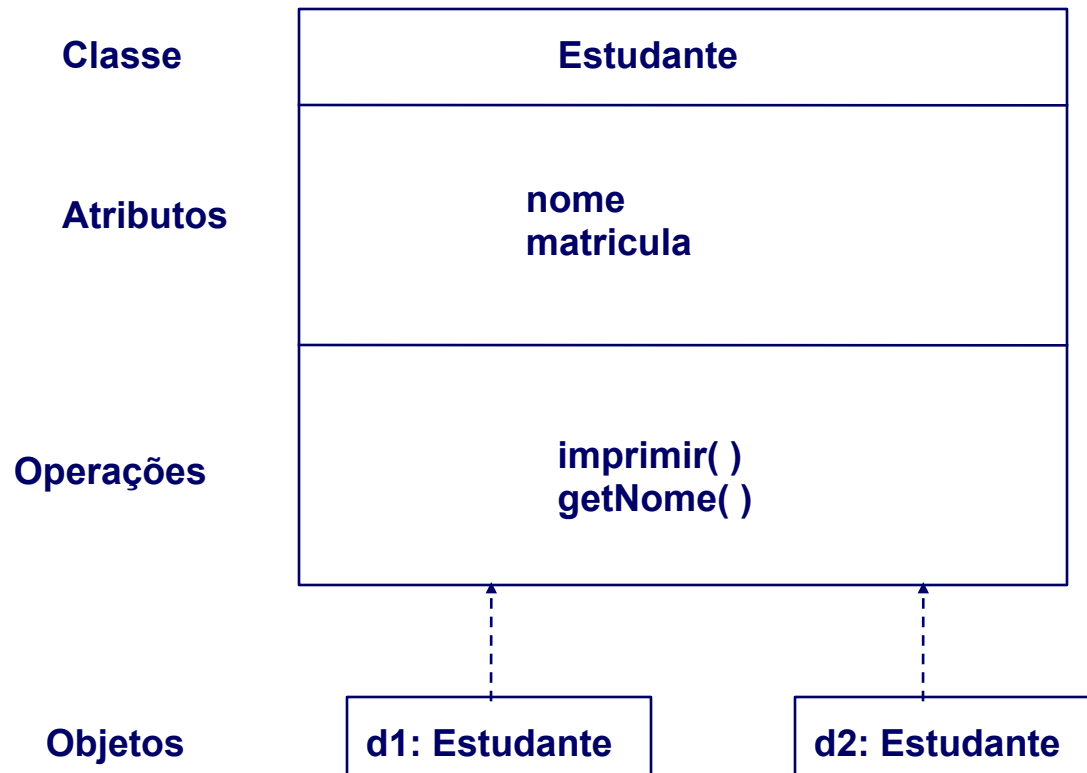 Classe Estudante
Atributos
nome
matricula
Operações
imprimir( )
getNome( )
Objetos d1: Estudante d2: Estudante